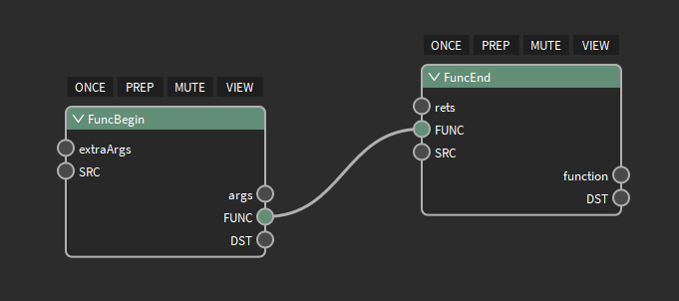 ONCE PREP MUTE VIEW
FuncBegin
extraArgs
SRC
args
FUNC
DST
ONCE PREP MUTE VIEW
FuncEnd
rets
FUNC
SRC
function
DST